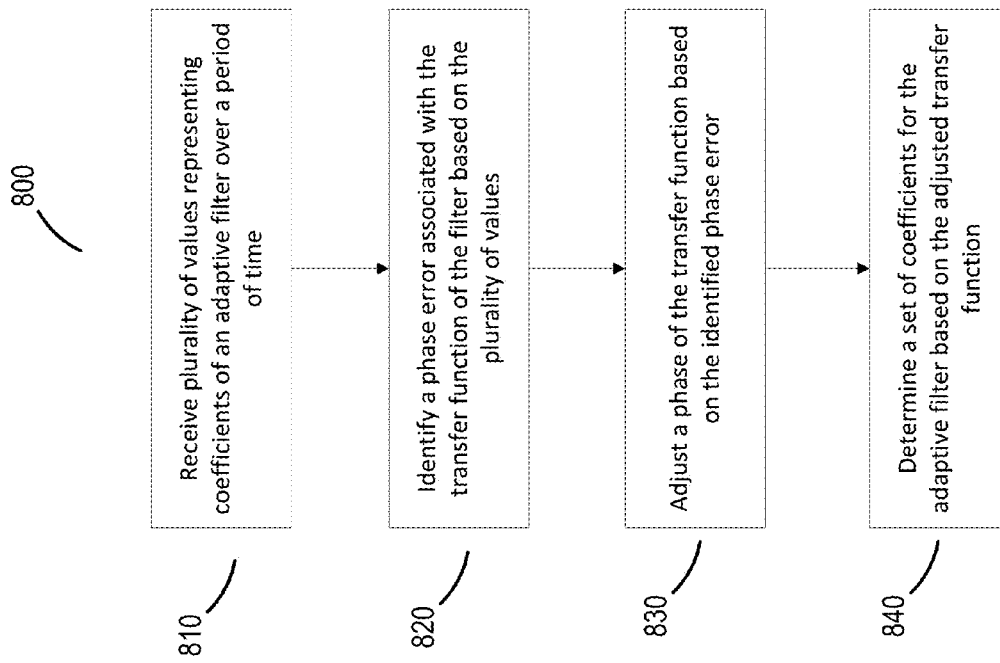 800
810
Receive plurality of values representing
coefficients of an adaptive filter over a period
of time
820
Identify a phase error associated with the
transfer function of the filter based on the
plurality of values
830
Adjust a phase of the transfer function based
on the identified phase error
840
Determine a set of coefficients for the
adaptive filter based on the adjusted transfer
function